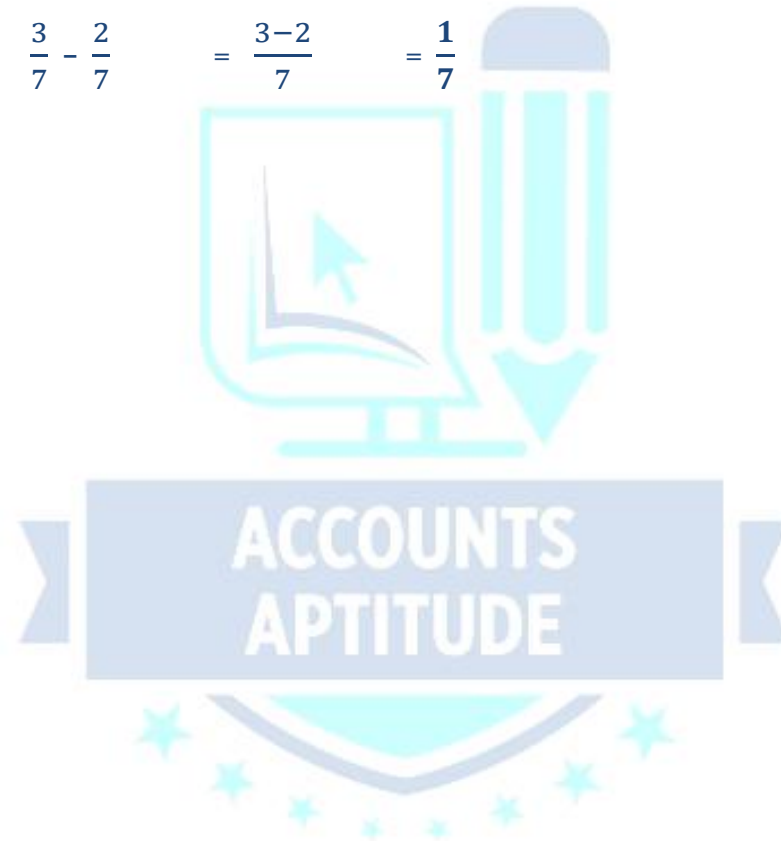 3/7 - 2/7 = 3−2/7 = 1/7
ACCOUNTS
APTITUDE